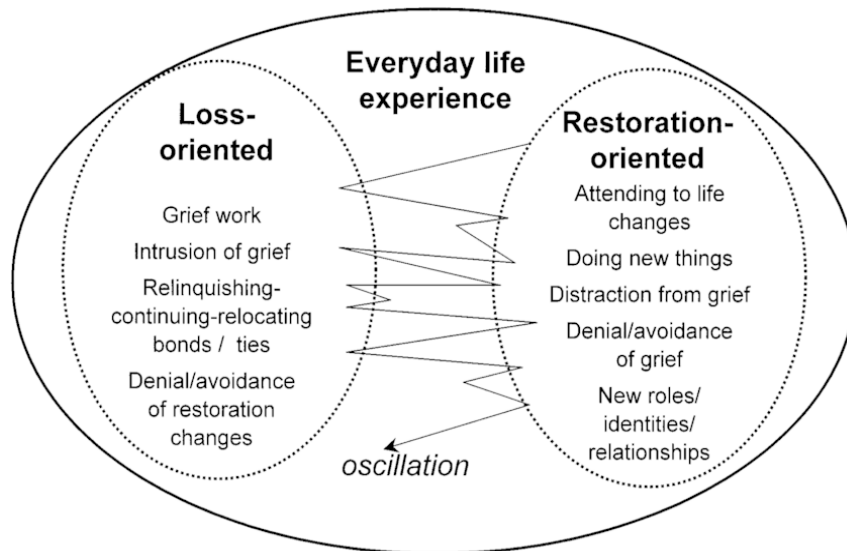 Everyday life
experience
Loss-
oriented
Grief work
Intrusion of grief
Relinquishing-
continuing-relocating
bonds / ties
Denial/avoidance
of restoration
changes
Restoration-
oriented
Attending to life
changes
Doing new things
Distraction from grief
Denial/avoidance
of grief
New roles/
identities/
relationships
oscillation